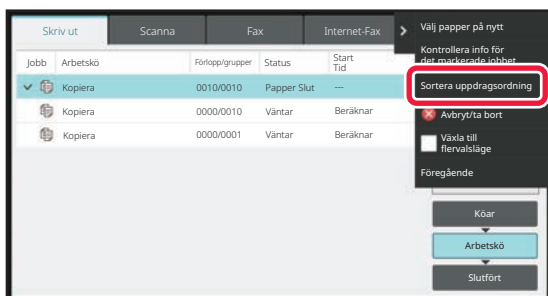 Skriv ut
Scanna
Fax
Internet-Fax
Jobb
Arbetskö
Förlopp/grupper
Status
Start
Tid
Kopiera
0010/0010
Papper Slut
---
Kopiera
0000/0010
Väntar
Beräknar
Kopiera
0000/0001
Väntar
Beräknar
Välj papper på nytt
Kontrollera info för
det markerade jobbet
Sortera uppdragsordning
Avbryt/ta bort
Växla till
flervalsläge
Föregående
Köar
Arbetskö
Slutfört